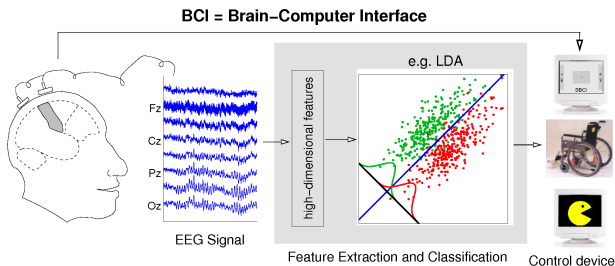 BCI = Brain-Computer Interface
e.g. LDA
BBCI
Fz
Cz
Pz
Oz
high-dimensional features
EEG Signal
Feature Extraction and Classification
Control device